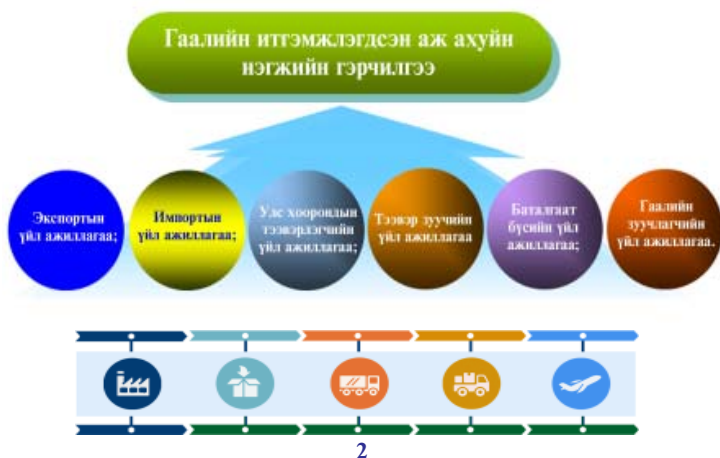 Гаалийн итгэмжлэгдсэн аж ахуйн
нэгжийн гэрчилгээ
Экспортын
үйл ажиллагаа;
Импортын
үйл ажиллагаа;
Улс хоорондын
тээвэрлэгчийн
үйл ажиллагаа;
Тээвэр зуучийн
үйл ажиллагаа
Баталгаат
бүсийн үйл
ажиллагаа;
Гаалийн
зуучлагчийн
үйл ажиллагаа.
2